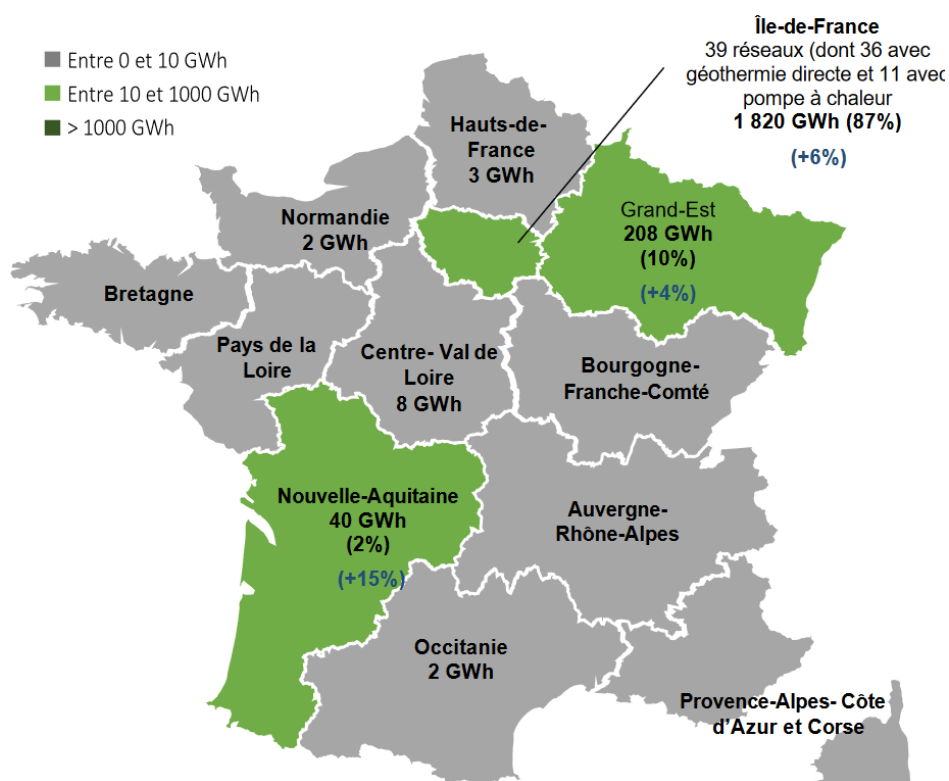 Entre 0 et 10 GWh
Entre 10 et 1000 GWh
> 1000 GWh
Île-de-France
39 réseaux (dont 36 avec
géothermie directe et 11 avec
pompe à chaleur
1 820 GWh (87%)
(+6%)
Hauts-de-
France
3 GWh
Normandie
2 GWh
Grand-Est
208 GWh
(10%)
(+4%)
Bretagne
Pays de la
Loire
Centre- Val de
Loire
8 GWh
Bourgogne-
Franche-Comté
Nouvelle-Aquitaine
40 GWh
(2%)
(+15%)
Auvergne-
Rhône-Alpes
Occitanie
2 GWh
Provence-Alpes- Côte
d'Azur et Corse